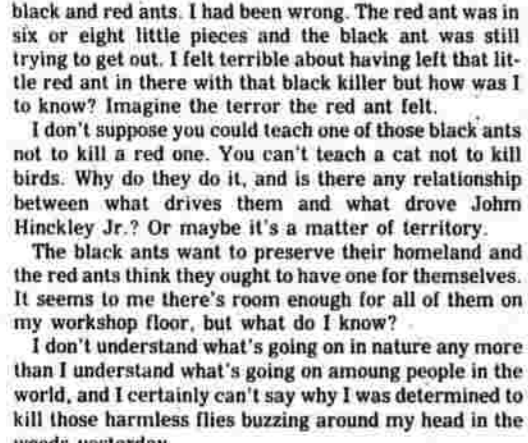 black and red ants. I had been wrong. The red ant was in
six or eight little pieces and the black ant was still
trying to get out. I felt terrible about having left that lit-
tle red ant in there with that black killer but how was I
to know? Imagine the terror the red ant felt.
I don't suppose you could teach one of those black ants
not to kill a red one. You can't teach a cat not to kill
birds. Why do they do it, and is there any relationship
between what drives them and what drove John
Hinckley Jr.? Or maybe it's a matter of territory.
The black ants want to preserve their homeland and
the red ants think they ought to have one for themselves.
It seems to me there's room enough for all of them on
my workshop floor, but what do I know?
I don't understand what's going on in nature any more
than I understand what's going on amoung people in the
world, and I certainly can't say why I was determined to
kill those harmless flies buzzing around my head in the
woods yesterday